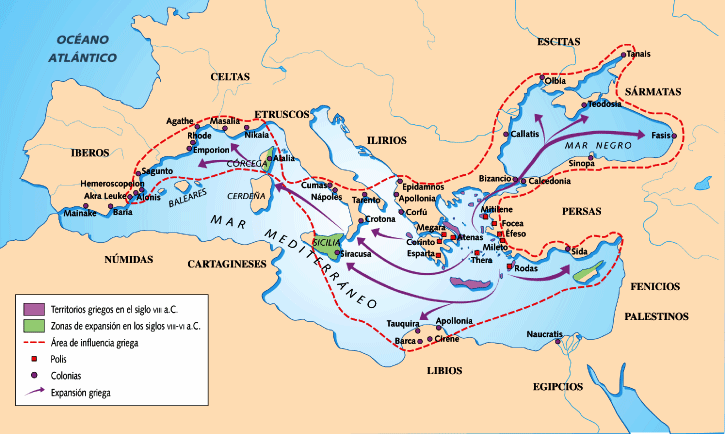 OCÉANO
ATLÁNTICO
ESCITAS
Tanais
CELTAS
Olbia
SÁRMATAS
Teodosia
Agathe
Masalia
ETRUSCOS
Nikaia
Rhode
Emporion
ILIRIOS
Callatis
MAR NEGRO
Fasis
IBEROS
CÓRCEGA
Alalia
Sinopa
Sagunto
Hemeroscopelon
Akra Leuke
Alonis
Mainake
Baria
BALEARES
CERDEÑA
Cumas
Nápoles
Tarento
Epidamnos
Apollonia
Corfú
Bizancio
Caledonia
Crotona
Mitilene
PERSAS
Focea
Megara
Atenas
Éfeso
Corinto
Mileto
Esparta
Thera
Sida
MAR MEDITERRÁNEO
SICILIA
Siracusa
Rodas
NÚMIDAS
CARTAGINESES
FENICIOS
PALESTINOS
Tauquira
Apollonia
Barca
Cirene
Naucratis
LIBIOS
EGIPCIOS
Territorios griegos en el siglo VIII a.C.
Zonas de expansión en los siglos VIII-VI a.C.
Área de influencia griega
Polis
Colonias
Expansión griega